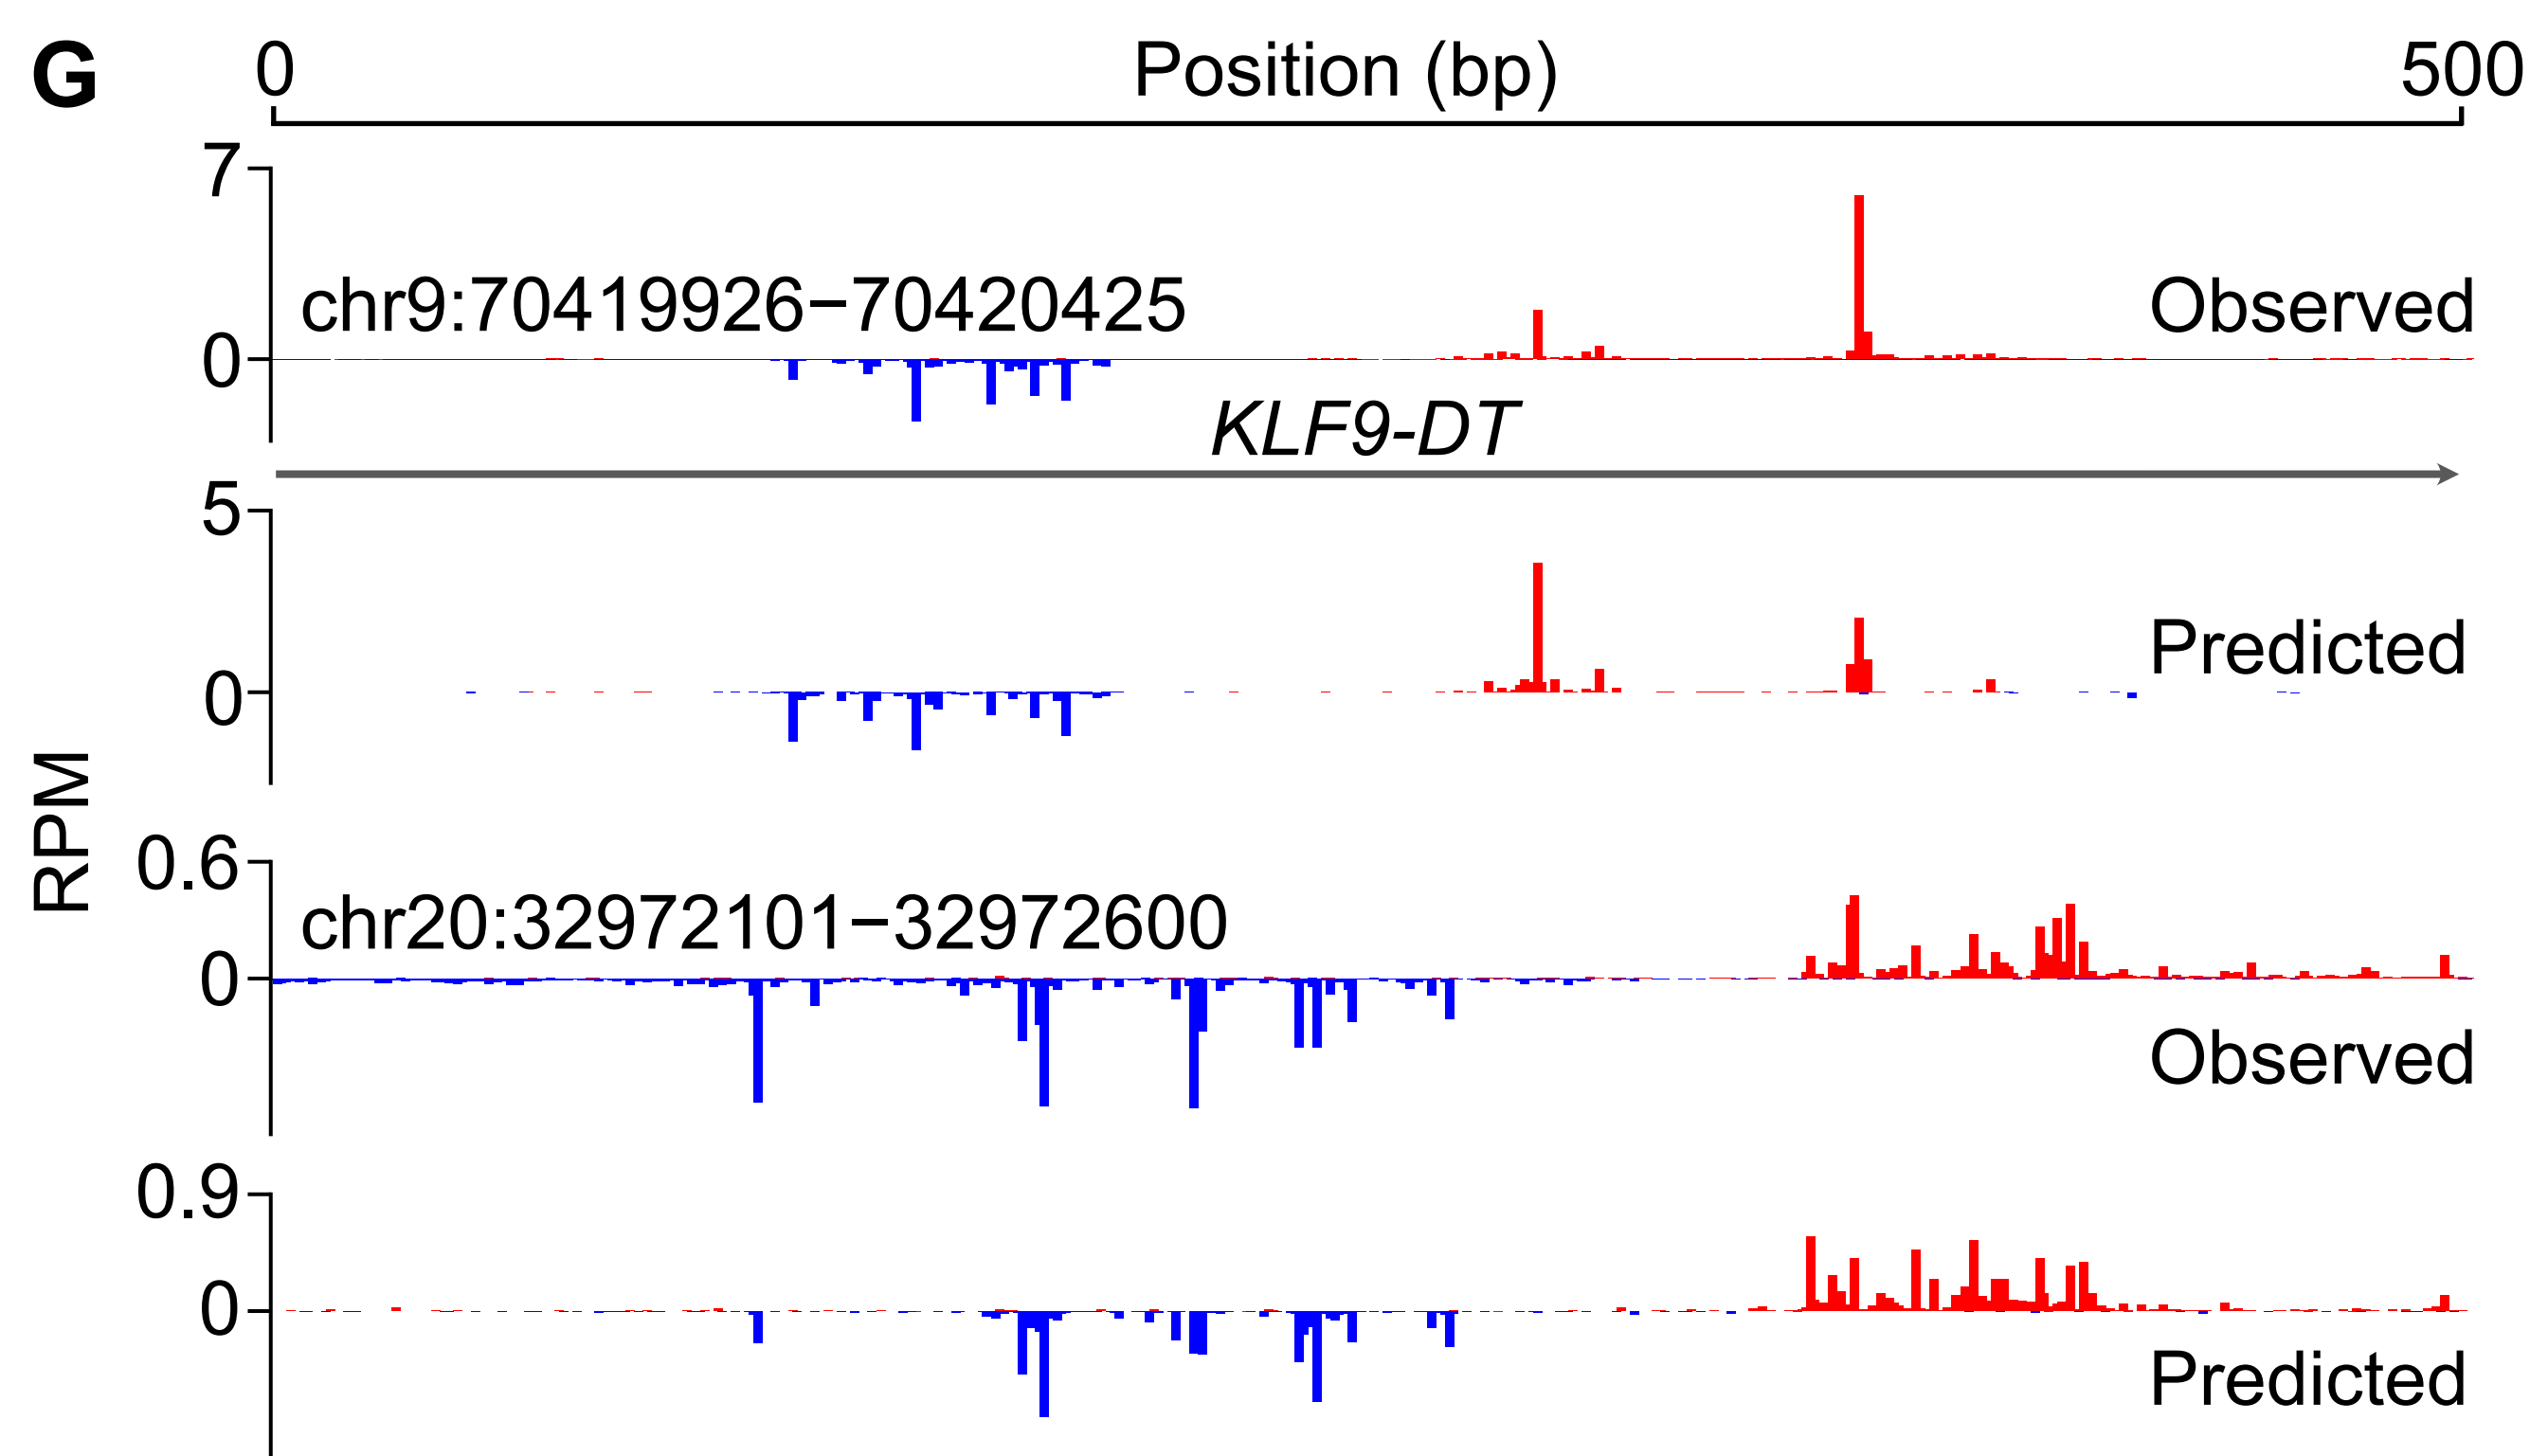 G
0 Position (bp) 500
7
chr9:70419926−70420425 Observed
0
KLF9-DT
5
Predicted
0
RPM
0.6
chr20:32972101−32972600
0
Observed
0.9
0
Predicted